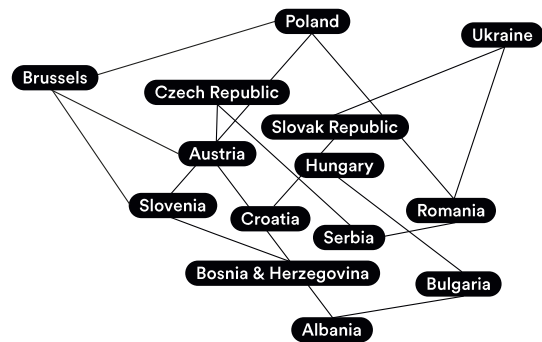 Poland
Ukraine
Brussels
Czech Republic
Slovak Republic
Austria
Hungary
Slovenia
Croatia
Romania
Serbia
Bosnia & Herzegovina
Bulgaria
Albania